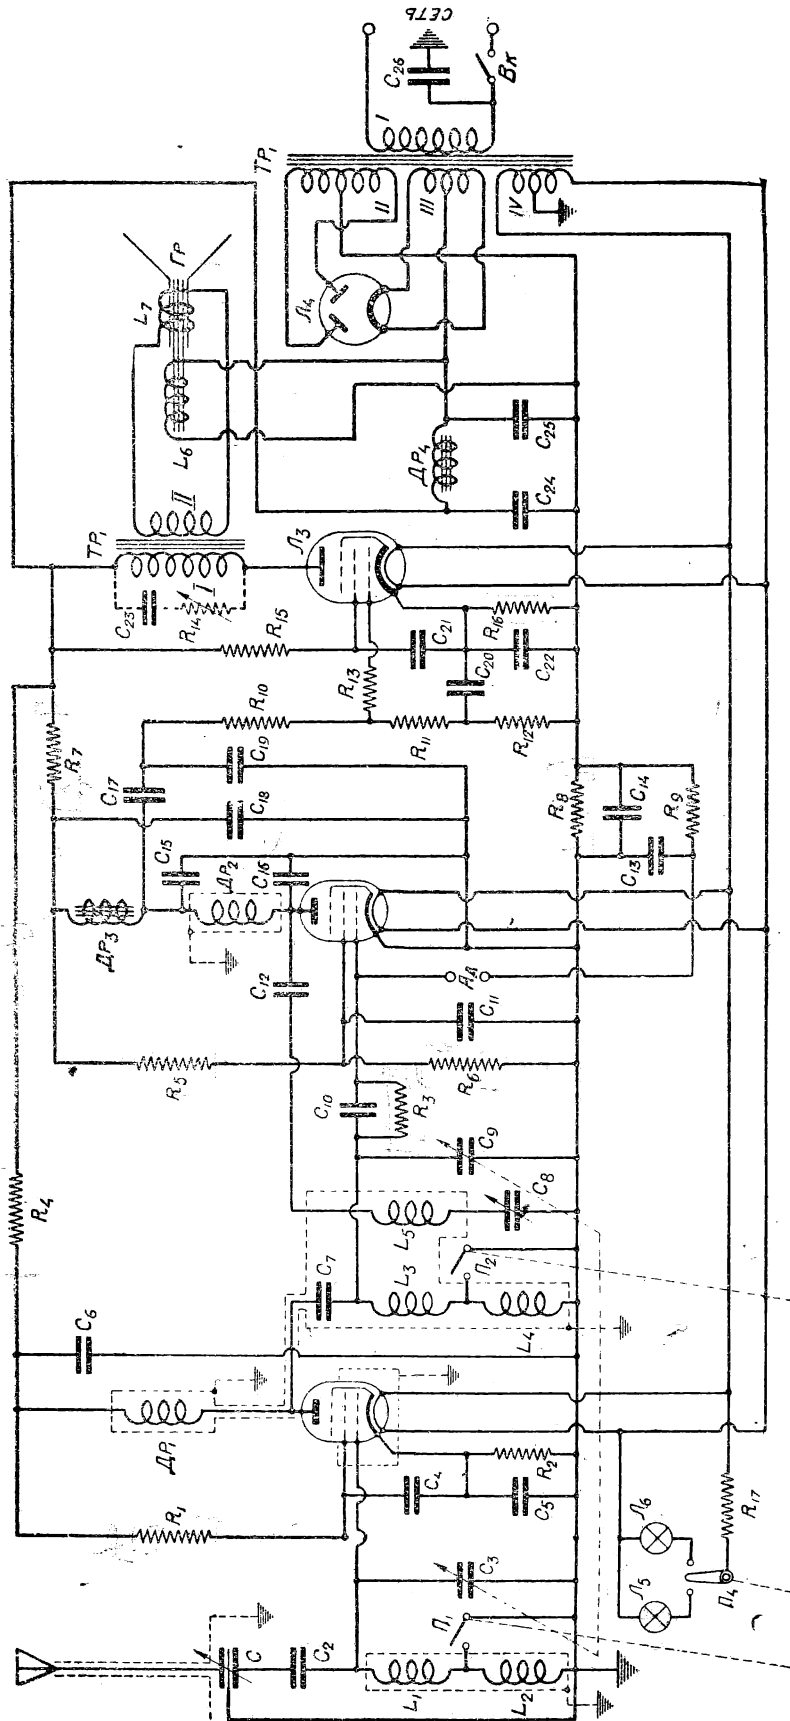 C
C₂
L₁
L₂
П₁
C₃
R₁
C₄
C₅
R₂
ДР₁
C₆
R₄
C₇
L₃
L₄
L₅
П₂
C₈
C₉
C₁₀
R₃
R₅
R₆
C₁₁
C₁₂
Ад
ДР₃
C₁₅
ДР₂
C₁₆
R₇
C₁₇
C₁₈
C₁₉
R₁₀
R₁₁
R₁₂
R₁₃
C₂₀
C₂₁
C₂₂
R₁₆
R₁₅
R₈
C₁₄
C₁₃
R₉
C₂₃
R₁₄
I
ТР₁
II
Л₃
L₆
L₇
ГР
ДР₄
C₂₄
C₂₅
Л₄
ТР₁
I
II
III
IV
C₂₆
Вк
СЕТЬ
Л₅
Л₆
П₄
R₁₇